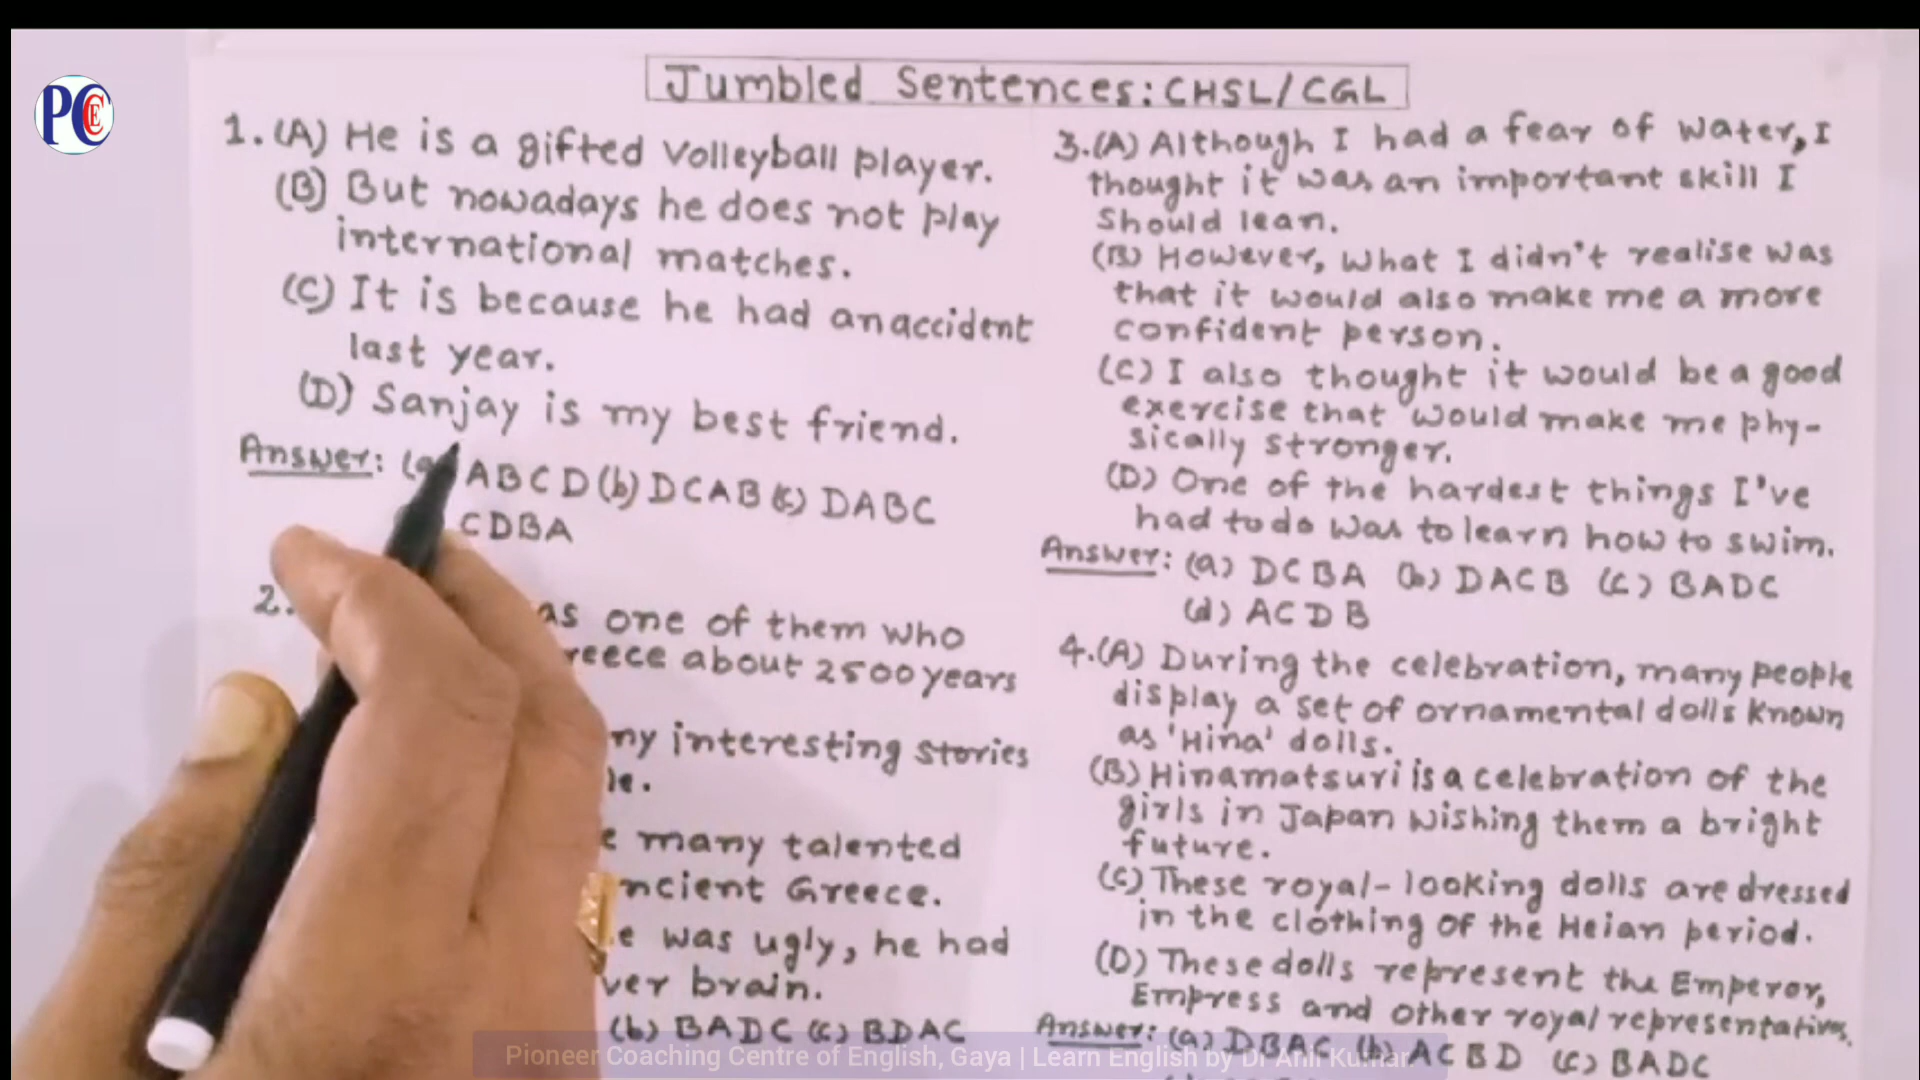 PCE
Jumbled Sentences: CHSL/CGL
1. (A) He is a gifted Volleyball player.
(B) But nowadays he does not play
international matches.
(C) It is because he had an accident
last year.
(D) Sanjay is my best friend.
Answer: (a) ABCD (b) DCAB (c) DABC
CDBA
2.
as one of them who
reece about 2500 years
ny interesting stories
le.
e many talented
ncient Greece.
e was ugly, he had
ver brain.
(b) BADC (c) BDAC
3. (A) Although I had a fear of water, I
thought it was an important skill I
should lean.
(B) However, what I didn't realise was
that it would also make me a more
confident person.
(C) I also thought it would be a good
exercise that would make me phy-
sically stronger.
(D) One of the hardest things I've
had to do was to learn how to swim.
Answer: (a) DCBA (b) DACB (c) BADC
(d) ACDB
4. (A) During the celebration, many people
display a set of ornamental dolls known
as 'Hina' dolls.
(B) Hinamatsuri is a celebration of the
girls in Japan wishing them a bright
future.
(C) These royal-looking dolls are dressed
in the clothing of the Heian period.
(D) These dolls represent the Emperor,
Empress and other royal representatives.
Answer: (a) DBAC (b) ACBD (c) BADC
Pioneer Coaching Centre of English, Gaya | Learn English by Dr Anil Kumar.